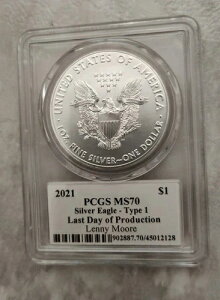 UNITED STATES OF AMERICA
1 OZ. FINE SILVER~ONE DOLLAR
2021 $1
PCGS MS70
Silver Eagle - Type 1
Last Day of Production
Lenny Moore
902887.70/45012128